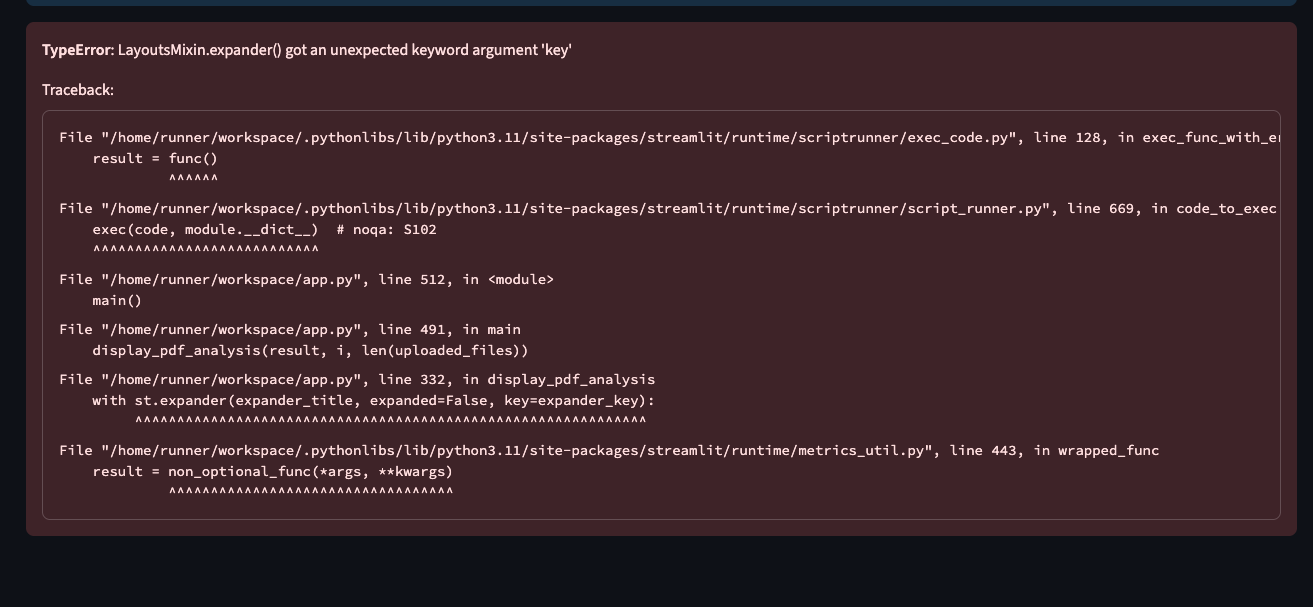 TypeError: LayoutsMixin.expander() got an unexpected keyword argument 'key'
Traceback:
File "/home/runner/workspace/.pythonlibs/lib/python3.11/site-packages/streamlit/runtime/scriptrunner/exec_code.py", line 128, in
    result = func()
             ^^^^^^
File "/home/runner/workspace/.pythonlibs/lib/python3.11/site-packages/streamlit/runtime/scriptrunner/script_runner.py", line 669, in code_to_exec
    exec(code, module.__dict__)  # noqa: S102
    ^^^^^^^^^^^^^^^^^^^^^^^^^^^
File "/home/runner/workspace/app.py", line 512, in <module>
    main()
File "/home/runner/workspace/app.py", line 491, in main
    display_pdf_analysis(result, i, len(uploaded_files))
File "/home/runner/workspace/app.py", line 332, in display_pdf_analysis
    with st.expander(expander_title, expanded=False, key=expander_key):
         ^^^^^^^^^^^^^^^^^^^^^^^^^^^^^^^^^^^^^^^^^^^^^^^^^^^^^^^^^^^^^
File "/home/runner/workspace/.pythonlibs/lib/python3.11/site-packages/streamlit/runtime/metrics_util.py", line 443, in wrapped_func
    result = non_optional_func(*args, **kwargs)
             ^^^^^^^^^^^^^^^^^^^^^^^^^^^^^^^^^^